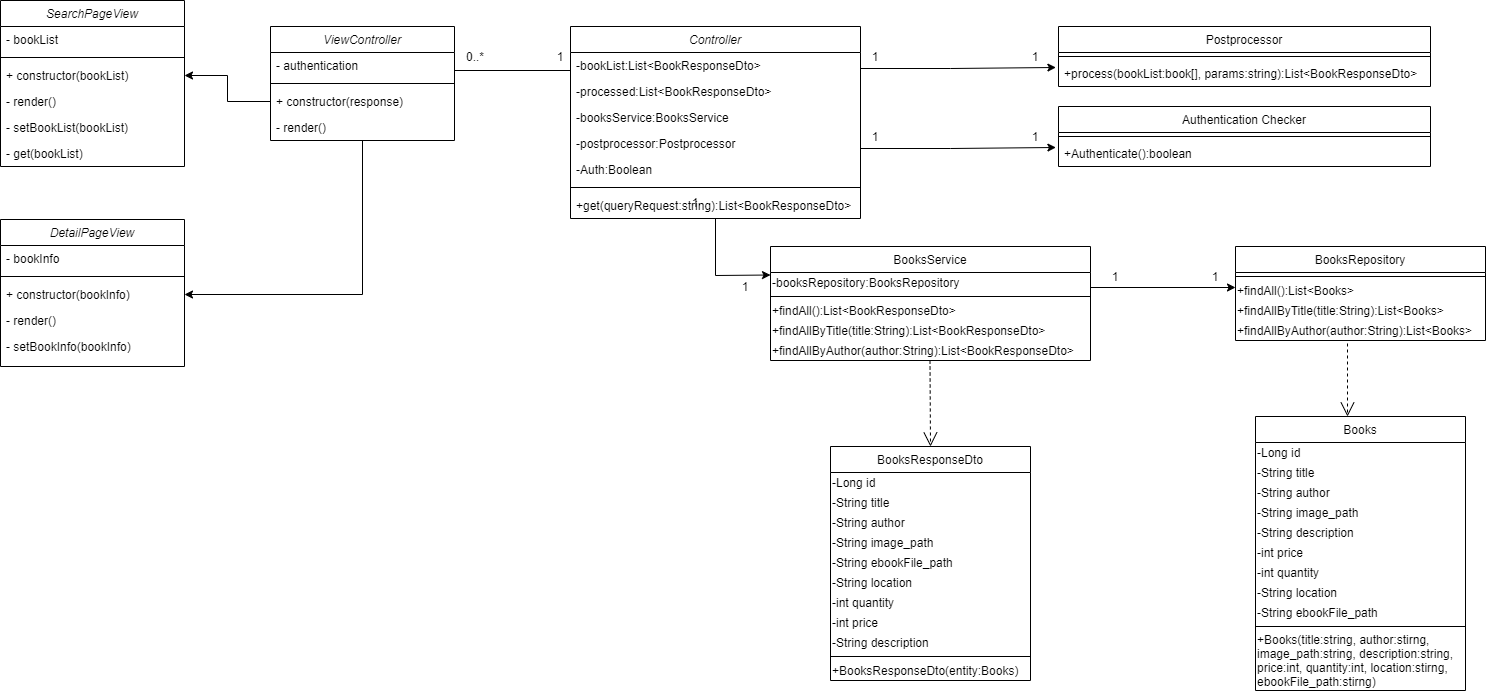 SearchPageView
- bookList
+ constructor(bookList)
- render()
- setBookList(bookList)
- get(bookList)
DetailPageView
- bookInfo
+ constructor(bookInfo)
- render()
- setBookInfo(bookInfo)
ViewController
- authentication
+ constructor(response)
- render()
0..*
1
Controller
-bookList:List<BookResponseDto>
-processed:List<BookResponseDto>
-booksService:BooksService
-postprocessor:Postprocessor
-Auth:Boolean
+get(queryRequest:string):List<BookResponseDto>
1
1
1
1
1
1
Postprocessor
+process(bookList:book[], params:string):List<BookResponseDto>
Authentication Checker
+Authenticate():boolean
BooksService
-booksRepository:BooksRepository
+findAll():List<BookResponseDto>
+findAllByTitle(title:String):List<BookResponseDto>
+findAllByAuthor(author:String):List<BookResponseDto>
1
1
BooksRepository
+findAll():List<Books>
+findAllByTitle(title:String):List<Books>
+findAllByAuthor(author:String):List<Books>
BooksResponseDto
-Long id
-String title
-String author
-String image_path
-String ebookFile_path
-String location
-int quantity
-int price
-String description
+BooksResponseDto(entity:Books)
Books
-Long id
-String title
-String author
-String image_path
-String description
-int price
-int quantity
-String location
-String ebookFile_path
+Books(title:string, author:stirng,
image_path:string, description:string,
price:int, quantity:int, location:stirng,
ebookFile_path:stirng)